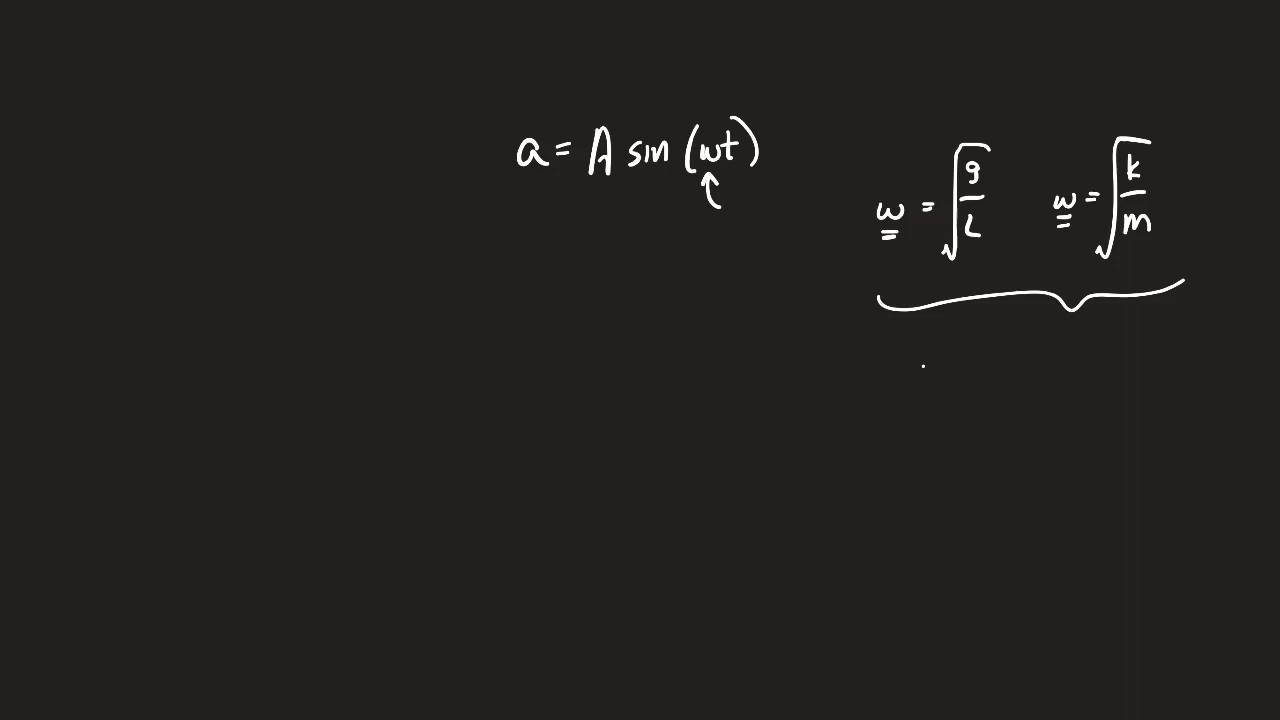 a = A sin (ωt)
ω = √(g/L) ω = √(k/m)